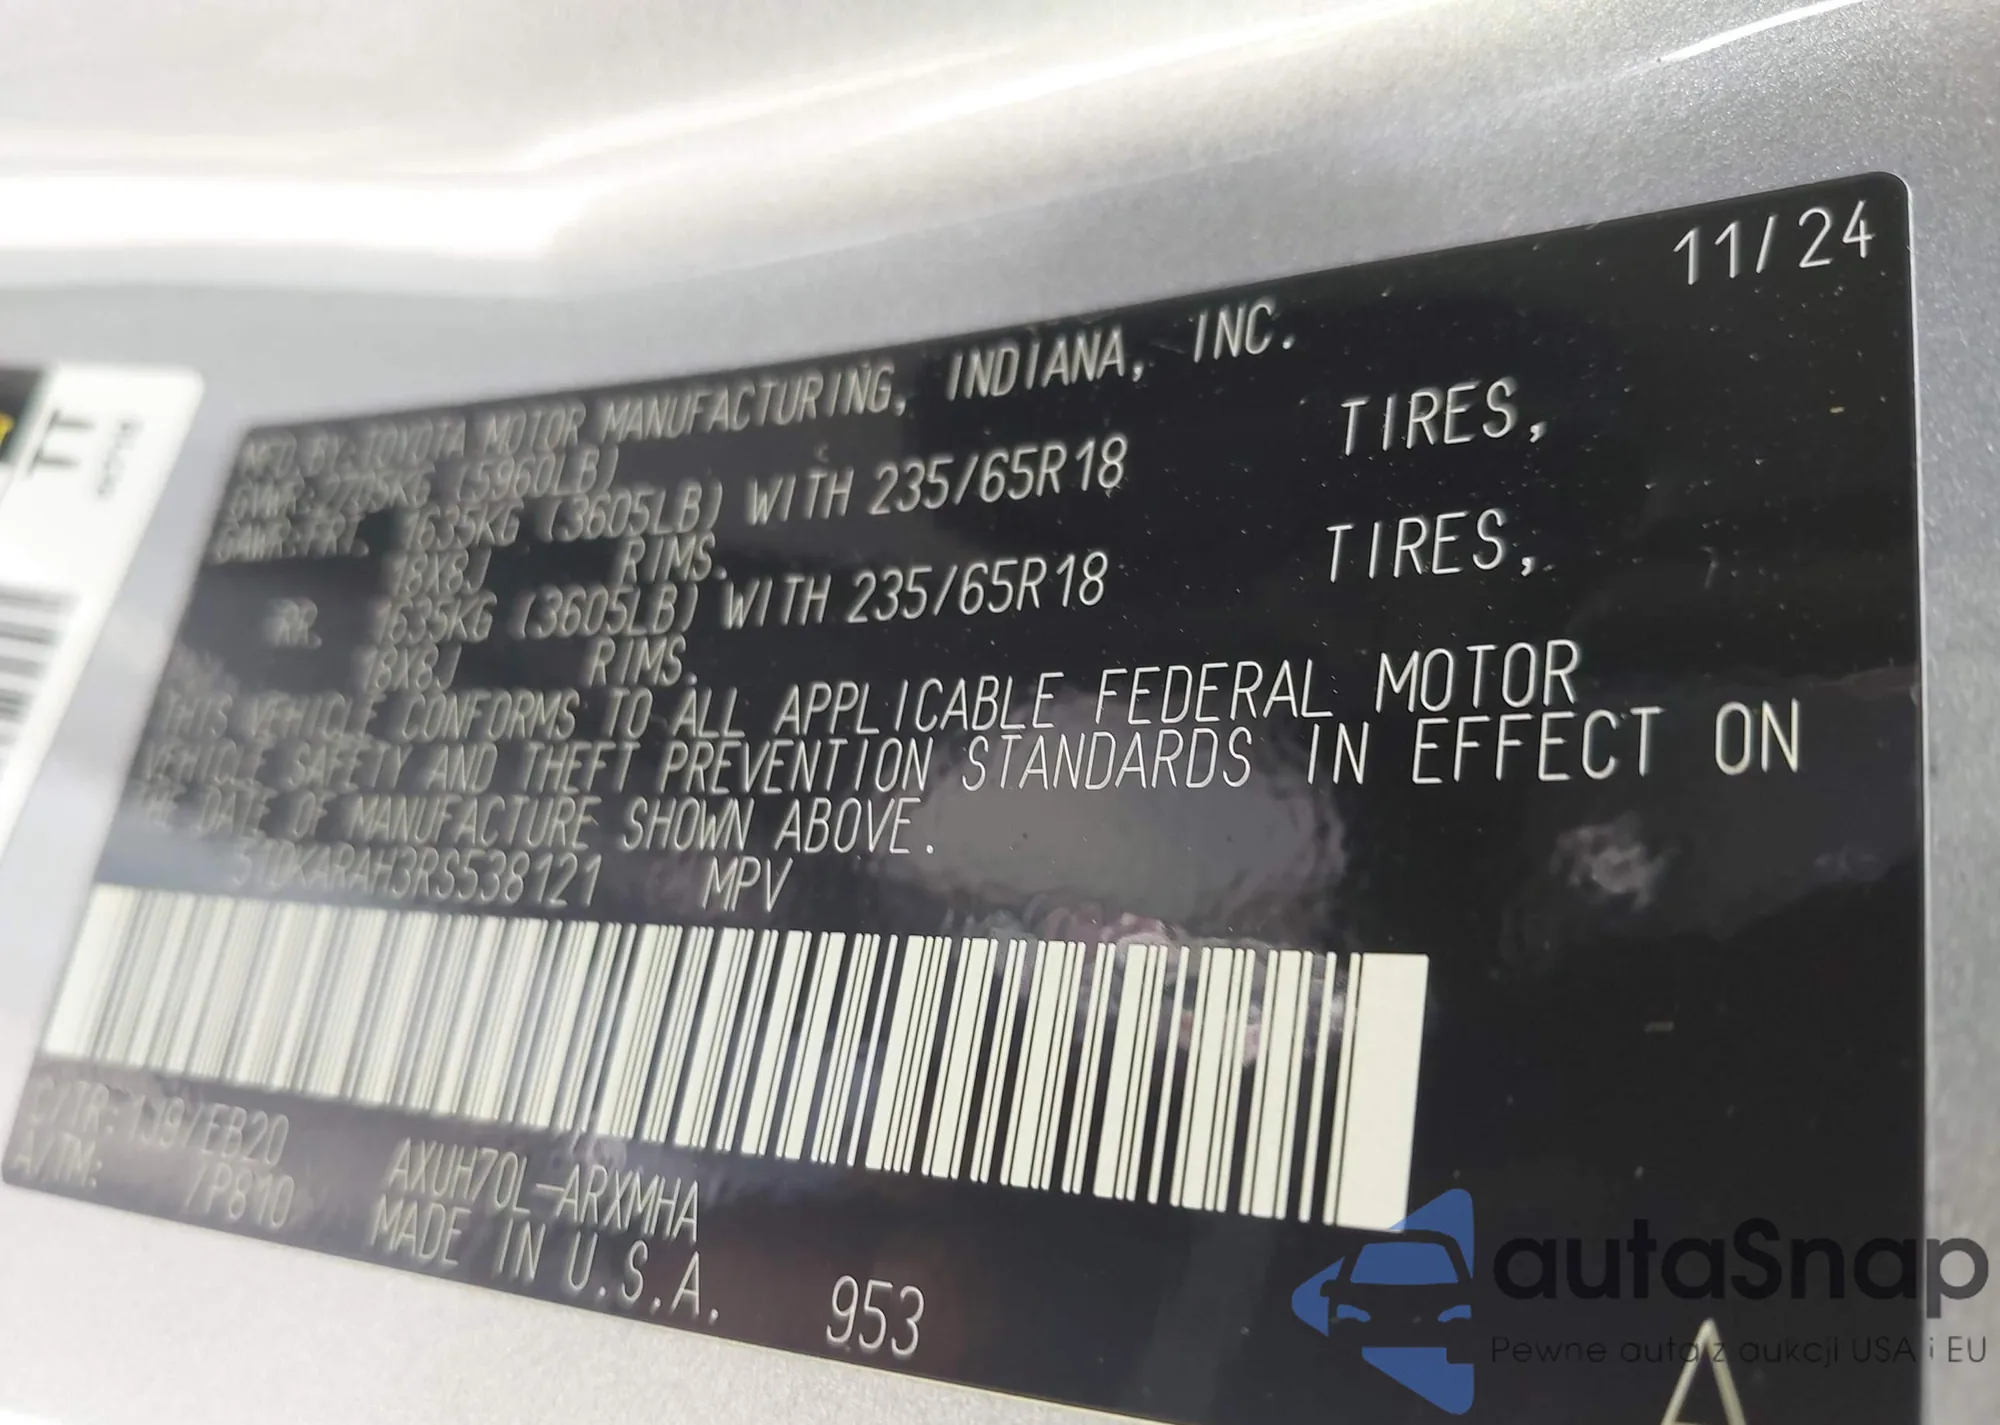 11/24
MFD.BY:TOYOTA MOTOR MANUFACTURING, INDIANA, INC.
GVWR:2705KG (5960LB)
GAWR:FRT. 1635KG (3605LB) WITH 235/65R18 TIRES,
18X8J RIMS.
RR. 1635KG (3605LB) WITH 235/65R18 TIRES,
18X8J RIMS.
THIS VEHICLE CONFORMS TO ALL APPLICABLE FEDERAL MOTOR
VEHICLE SAFETY AND THEFT PREVENTION STANDARDS IN EFFECT ON
THE DATE OF MANUFACTURE SHOWN ABOVE.
5TDKARAH3RS538121 MPV
C/TR:1J9/EB20 AXUH70L-ARXMHA
A/TM: /P810 MADE IN U.S.A.
953
A
autaSnap
Pewne auta z aukcji USA i EU